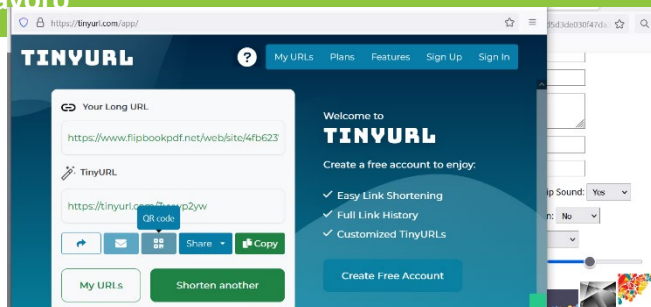 https://tinyurl.com/app/
TINYURL
?
My URLs Plans Features Sign Up Sign In
Your Long URL
https://www.flipbookpdf.net/web/site/4fb623
TinyURL
QR code
Share
Copy
My URLs
Shorten another
Welcome to
TINYURL
Create a free account to enjoy:
Easy Link Shortening
Full Link History
Customized TinyURLs
Create Free Account
ip Sound: Yes
n: No